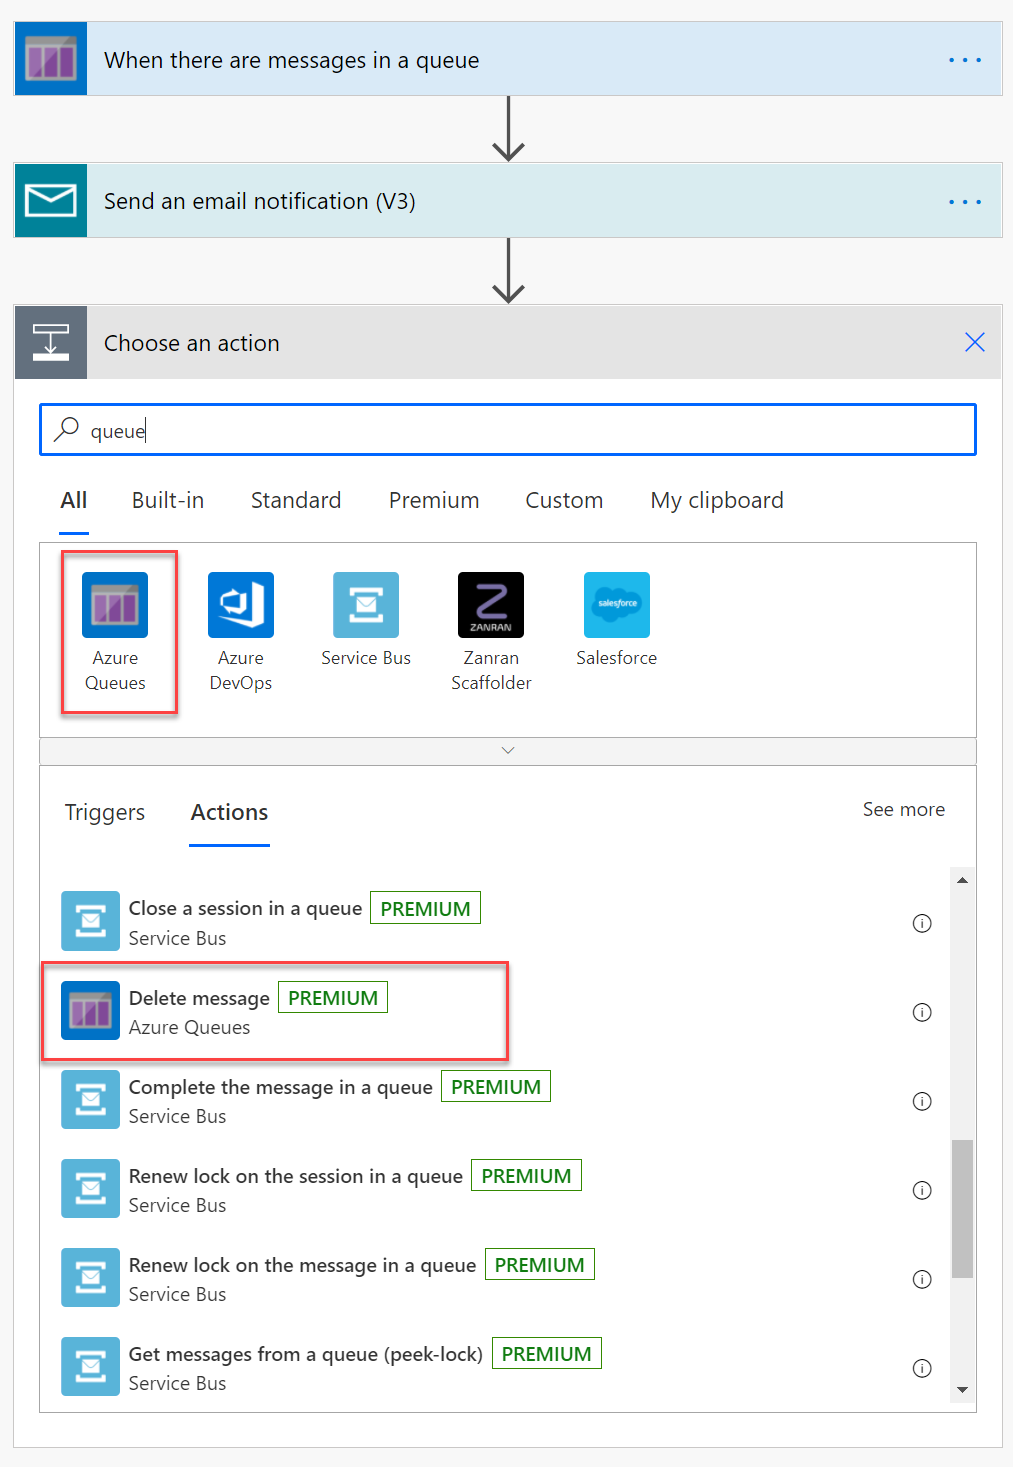 When there are messages in a queue
Send an email notification (V3)
Choose an action
queue
All Built-in Standard Premium Custom My clipboard
ZANRAN
salesforce
Azure Queues
Azure DevOps
Service Bus
Zanran Scaffolder
Salesforce
Triggers Actions See more
Close a session in a queue PREMIUM
Service Bus
Delete message PREMIUM
Azure Queues
Complete the message in a queue PREMIUM
Service Bus
Renew lock on the session in a queue PREMIUM
Service Bus
Renew lock on the message in a queue PREMIUM
Service Bus
Get messages from a queue (peek-lock) PREMIUM
Service Bus